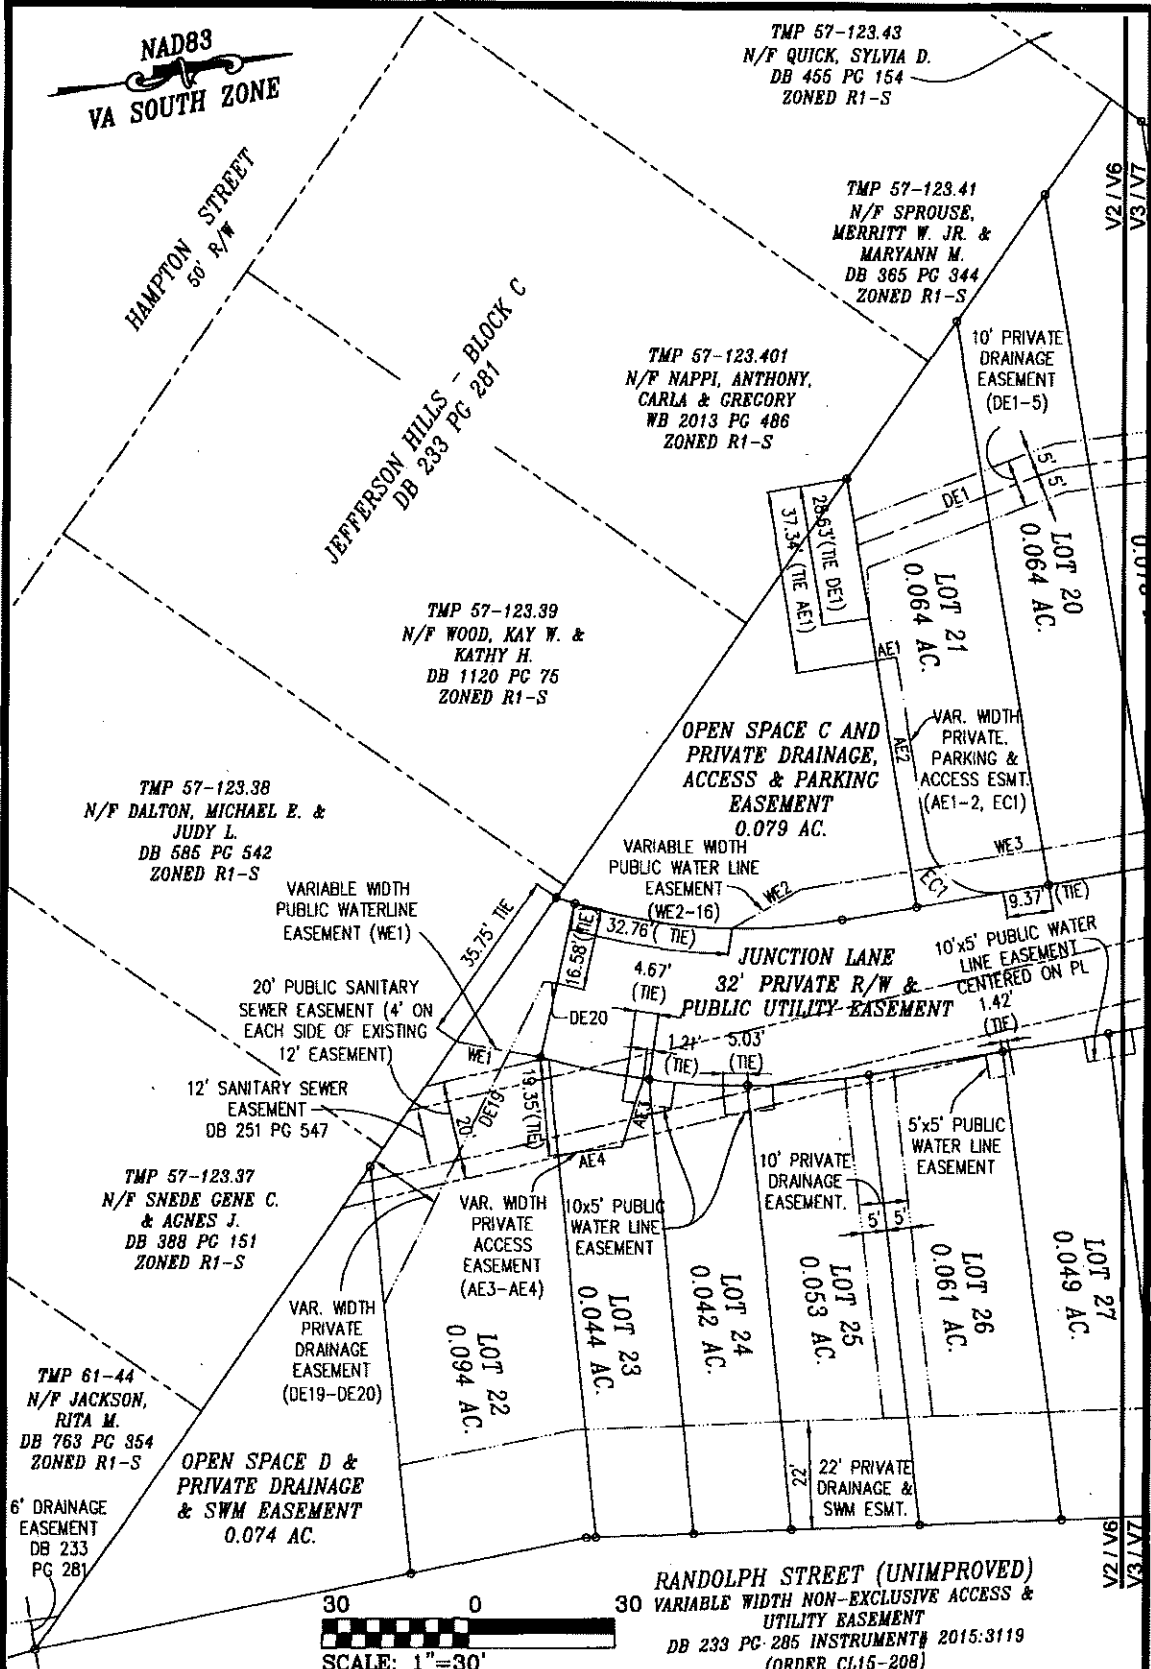 NAD83
VA SOUTH ZONE
TMP 57-123.43
N/F QUICK, SYLVIA D.
DB 455 PG 154
ZONED R1-S
HAMPTON STREET
50' R/W
TMP 57-123.41
N/F SPROUSE,
MERRITT W. JR. &
MARYANN M.
DB 365 PG 344
ZONED R1-S
V2 / V6
V3 / V7
JEFFERSON HILLS - BLOCK C
DB 233 PG 281
TMP 57-123.401
N/F NAPPI, ANTHONY,
CARLA & GREGORY
WB 2013 PG 486
ZONED R1-S
10' PRIVATE
DRAINAGE
EASEMENT
(DE1-5)
5'
5'
DE1
28.63' (TIE DE1)
37.34' (TIE AE1)
LOT 20
0.064 AC.
LOT 21
0.064 AC.
TMP 57-123.39
N/F WOOD, KAY W. &
KATHY H.
DB 1120 PG 75
ZONED R1-S
AE1
AE2
VAR. WIDTH
PRIVATE,
PARKING &
ACCESS ESMT.
(AE1-2, EC1)
OPEN SPACE C AND
PRIVATE DRAINAGE,
ACCESS & PARKING
EASEMENT
0.079 AC.
TMP 57-123.38
N/F DALTON, MICHAEL E. &
JUDY L.
DB 585 PG 542
ZONED R1-S
VARIABLE WIDTH
PUBLIC WATER LINE
EASEMENT
(WE2-16)
WE2
WE3
EC1
9.37' (TIE)
VARIABLE WIDTH
PUBLIC WATERLINE
EASEMENT (WE1)
35.75' TIE
16.58'(TIE)
32.76' ( TIE)
JUNCTION LANE
32' PRIVATE R/W &
PUBLIC UTILITY EASEMENT
10'x5' PUBLIC WATER
LINE EASEMENT
CENTERED ON PL
1.42'
(TIE)
4.67'
(TIE)
20' PUBLIC SANITARY
SEWER EASEMENT (4' ON
EACH SIDE OF EXISTING
12' EASEMENT)
DE20
WE1
1.21'
(TIE)
5.03'
(TIE)
12' SANITARY SEWER
EASEMENT
DB 251 PG 547
20'
DE19
19.35'(TIE)
AE3
AE4
5'x5' PUBLIC
WATER LINE
EASEMENT
TMP 57-123.37
N/F SNEDE GENE C.
& AGNES J.
DB 388 PG 151
ZONED R1-S
VAR. WIDTH
PRIVATE
ACCESS
EASEMENT
(AE3-AE4)
10x5' PUBLIC
WATER LINE
EASEMENT
10' PRIVATE
DRAINAGE
EASEMENT.
5'
5'
VAR. WIDTH
PRIVATE
DRAINAGE
EASEMENT
(DE19-DE20)
LOT 22
0.094 AC.
LOT 23
0.044 AC.
LOT 24
0.042 AC.
LOT 25
0.053 AC.
LOT 26
0.061 AC.
LOT 27
0.049 AC.
TMP 61-44
N/F JACKSON,
RITA M.
DB 763 PG 354
ZONED R1-S
OPEN SPACE D &
PRIVATE DRAINAGE
& SWM EASEMENT
0.074 AC.
22'
22' PRIVATE
DRAINAGE &
SWM ESMT.
6' DRAINAGE
EASEMENT
DB 233
PG 281
V2 / V6
V3 / V7
RANDOLPH STREET (UNIMPROVED)
VARIABLE WIDTH NON-EXCLUSIVE ACCESS &
UTILITY EASEMENT
DB 233 PG 285 INSTRUMENT# 2015:3119
(ORDER CL15-208)
30 0 30
SCALE: 1"=30'